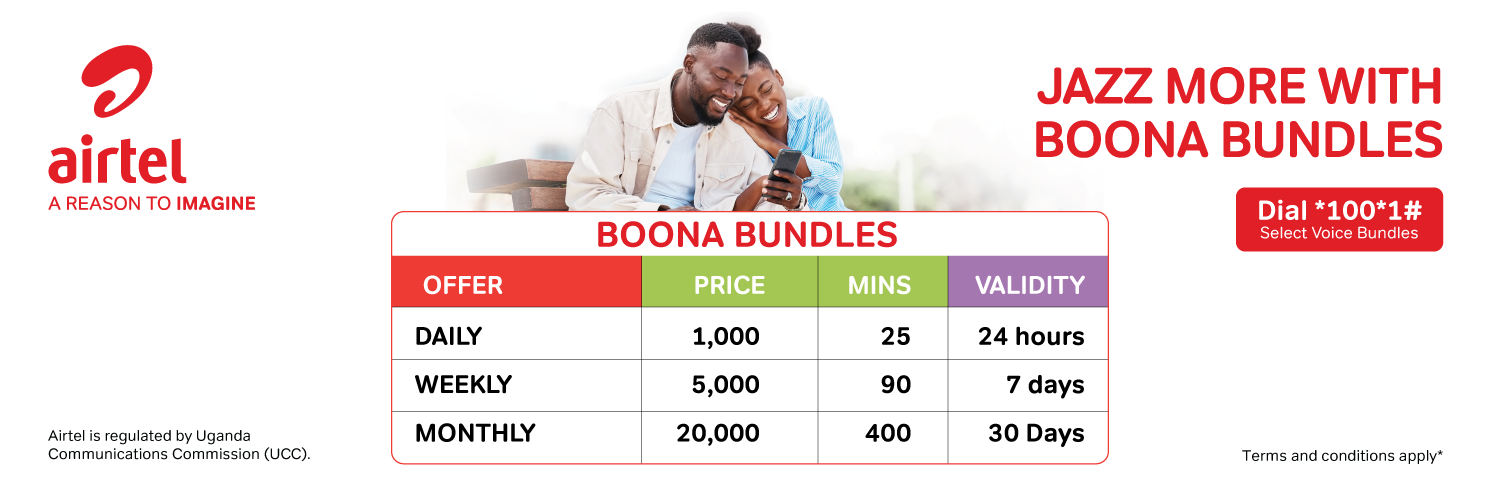 airtel
A REASON TO IMAGINE
JAZZ MORE WITH
BOONA BUNDLES
Dial *100*1#
Select Voice Bundles
BOONA BUNDLES
OFFER PRICE MINS VALIDITY
DAILY 1,000 25 24 hours
WEEKLY 5,000 90 7 days
MONTHLY 20,000 400 30 Days
Airtel is regulated by Uganda
Communications Commission (UCC).
Terms and conditions apply*